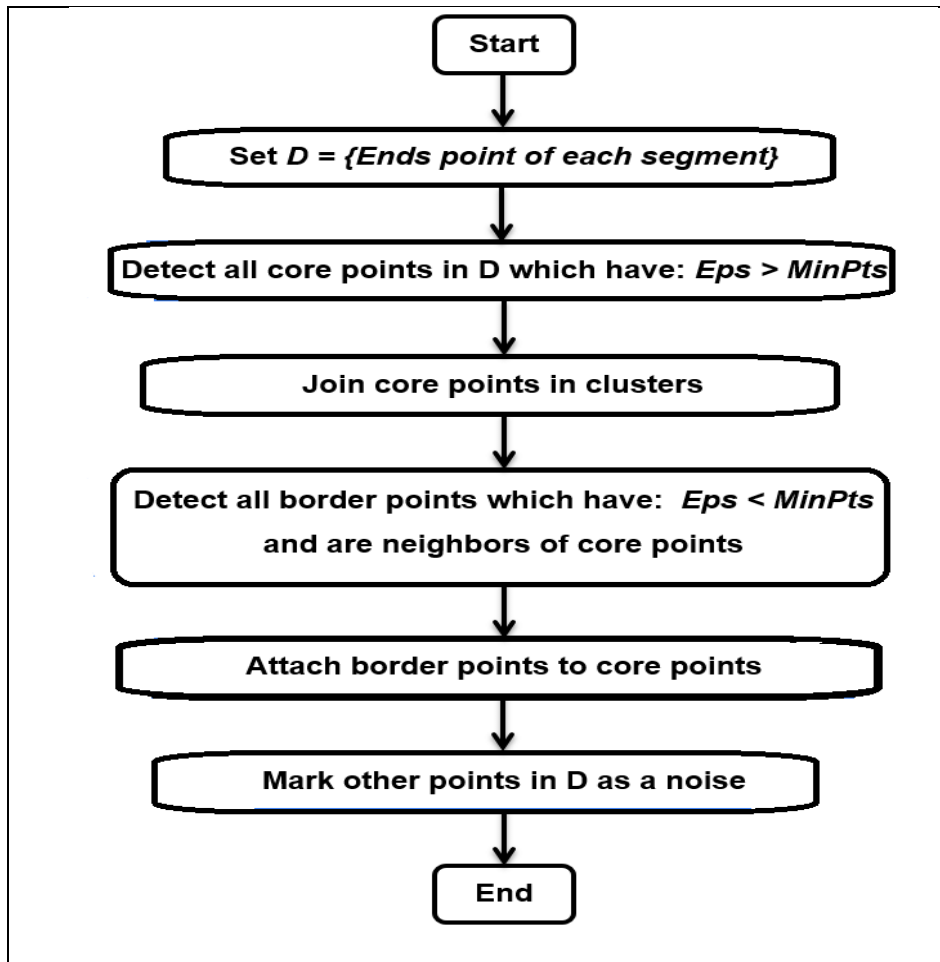 Start
Set D = {Ends point of each segment}
Detect all core points in D which have: Eps > MinPts
Join core points in clusters
Detect all border points which have: Eps < MinPts
and are neighbors of core points
Attach border points to core points
Mark other points in D as a noise
End